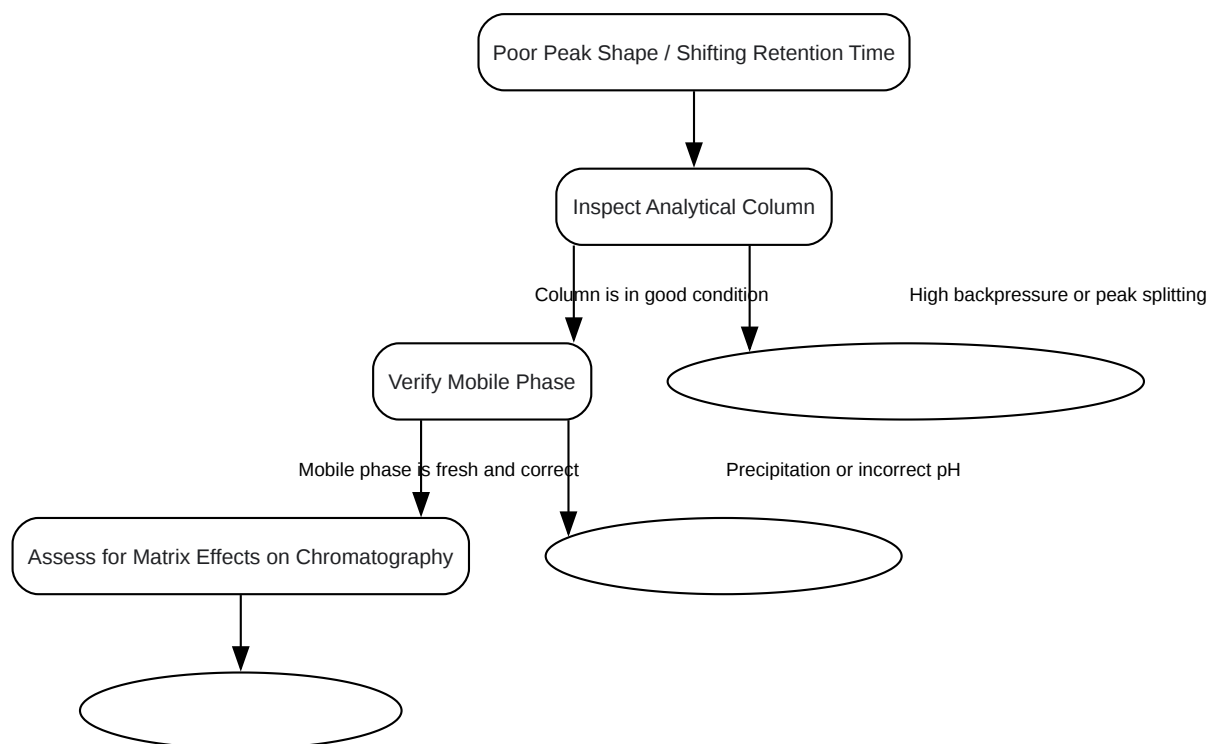 Poor Peak Shape / Shifting Retention Time
Inspect Analytical Column
Column is in good condition
High backpressure or peak splitting
Verify Mobile Phase
Mobile phase is fresh and correct
Precipitation or incorrect pH
Assess for Matrix Effects on Chromatography